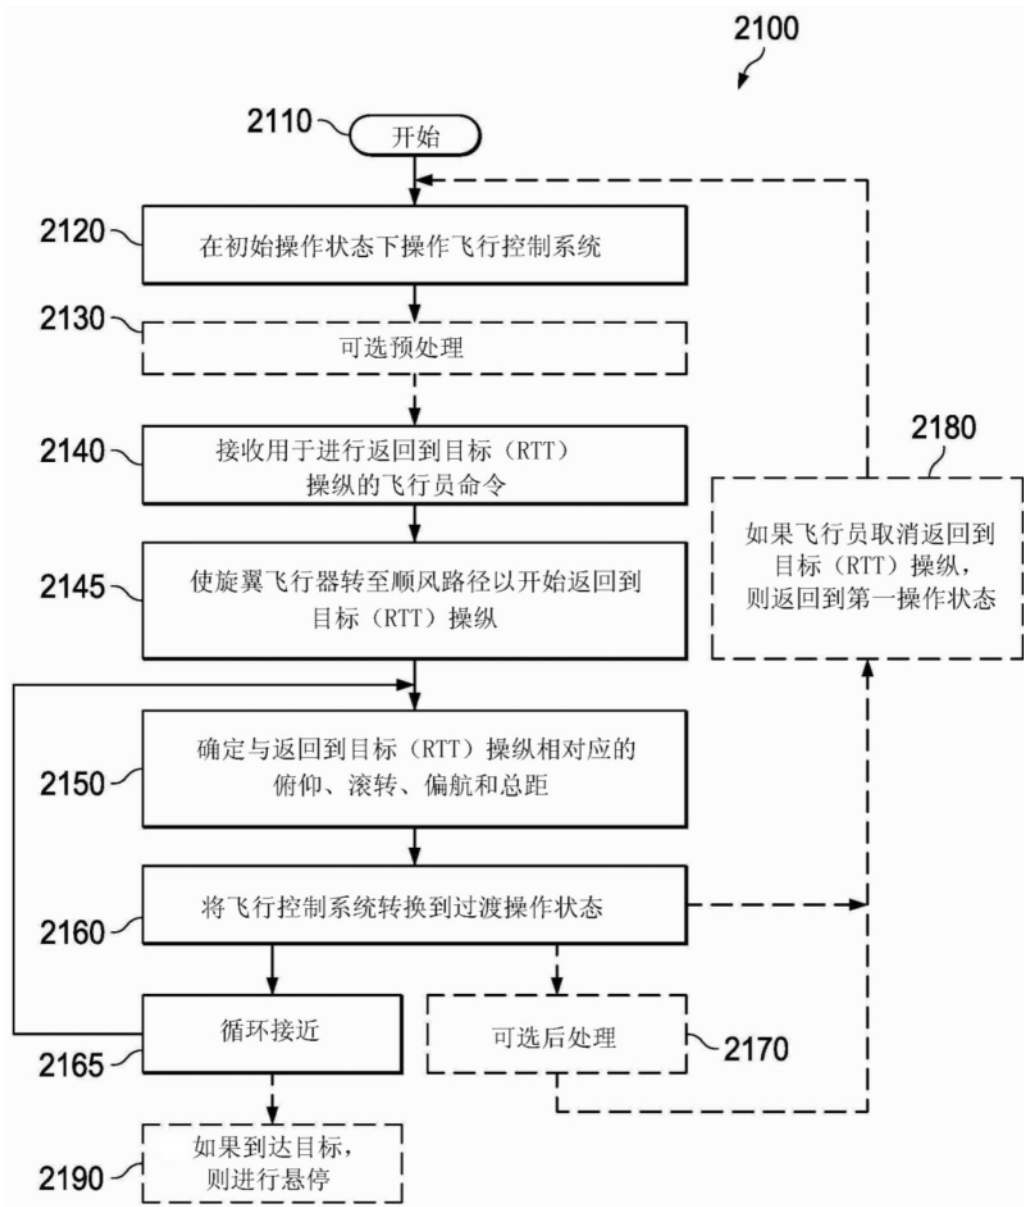 2100
2110
开始
2120
在初始操作状态下操作飞行控制系统
2130
可选预处理
2140
接收用于进行返回到目标（RTT）
操纵的飞行员命令
2180
如果飞行员取消返回到
目标（RTT）操纵，
则返回到第一操作状态
2145
使旋翼飞行器转至顺风路径以开始返回到
目标（RTT）操纵
2150
确定与返回到目标（RTT）操纵相对应的
俯仰、滚转、偏航和总距
2160
将飞行控制系统转换到过渡操作状态
2165
循环接近
可选后处理
2170
2190
如果到达目标，
则进行悬停